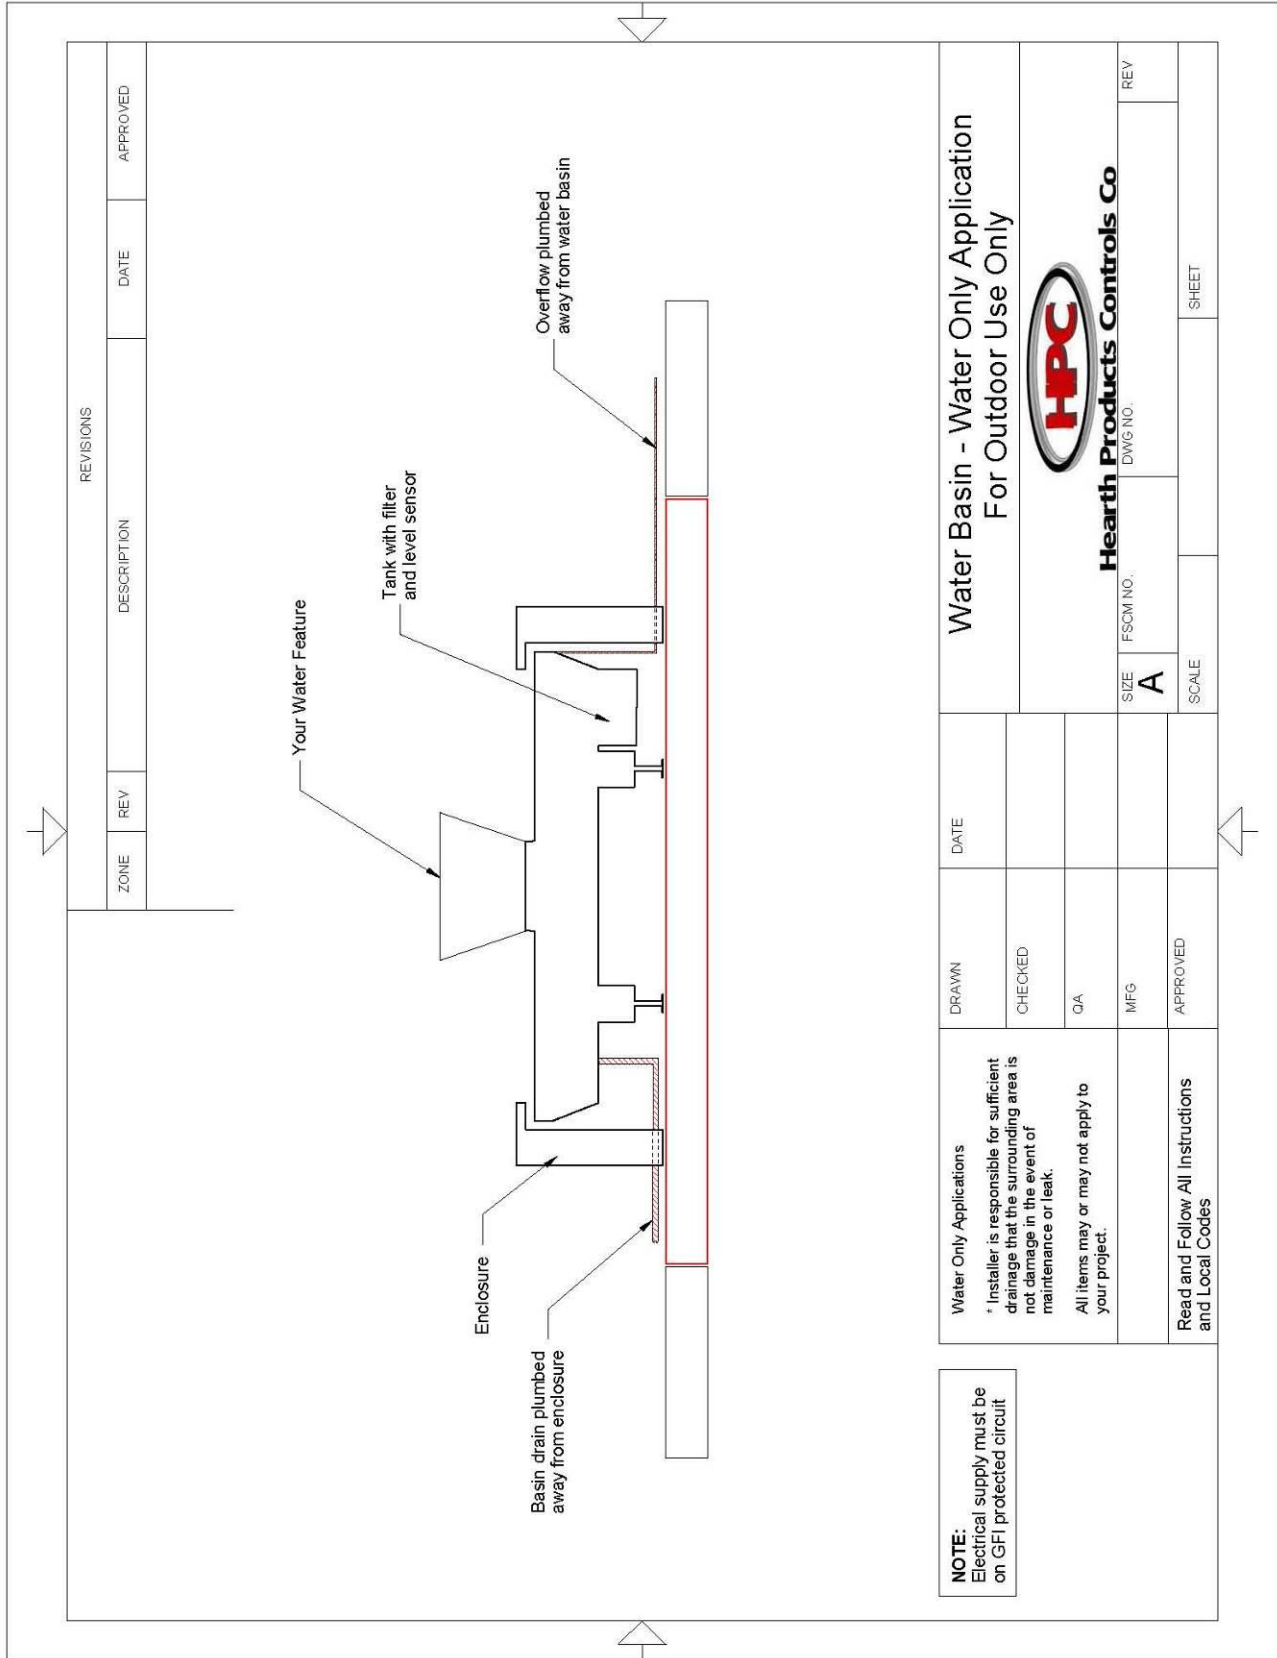 REVISIONS
ZONE REV DESCRIPTION DATE APPROVED
Your Water Feature
Tank with filter
and level sensor
Overflow plumbed
away from water basin
Enclosure
Basin drain plumbed
away from enclosure
NOTE:
Electrical supply must be
on GFI protected circuit
Water Only Applications
* Installer is responsible for sufficient
drainage that the surrounding area is
not damage in the event of
maintenance or leak.
All items may or may not apply to
your project.
Read and Follow All Instructions
and Local Codes
DRAWN DATE
CHECKED
QA
MFG
APPROVED
Water Basin - Water Only Application
For Outdoor Use Only
HPC
Hearth Products Controls Co
SIZE FSCM NO. DWG NO. REV
A
SCALE SHEET